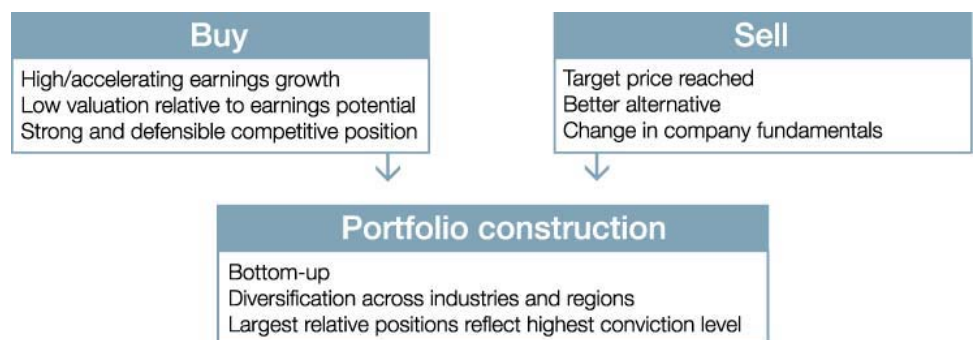 Buy
High/accelerating earnings growth
Low valuation relative to earnings potential
Strong and defensible competitive position
Sell
Target price reached
Better alternative
Change in company fundamentals
Portfolio construction
Bottom-up
Diversification across industries and regions
Largest relative positions reflect highest conviction level